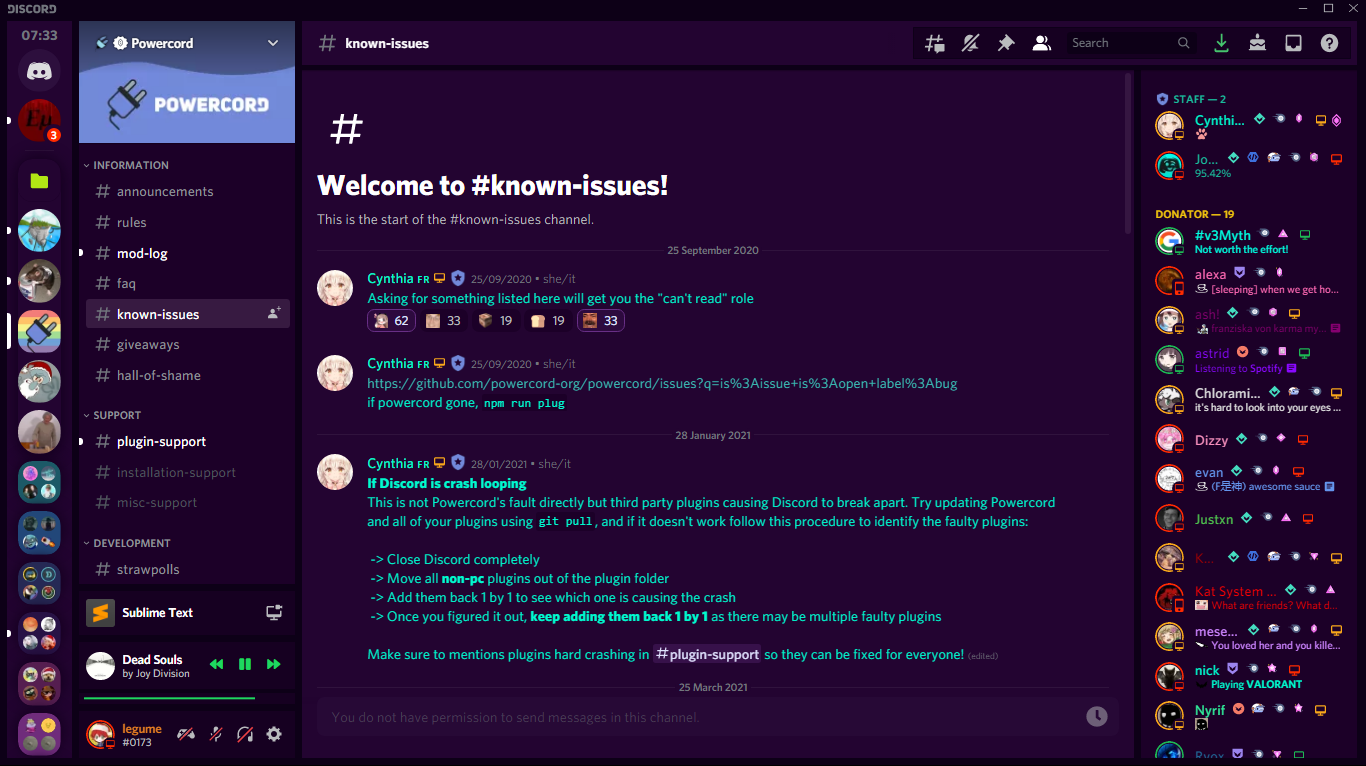 DISCORD
07:33
Eμ
3
Powercord
POWERCORD
INFORMATION
announcements
rules
mod-log
faq
known-issues
giveaways
hall-of-shame
SUPPORT
plugin-support
installation-support
misc-support
DEVELOPMENT
strawpolls
Sublime Text
Dead Souls
by Joy Division
legume
#0173
known-issues
Search
#
Welcome to #known-issues!
This is the start of the #known-issues channel.
25 September 2020
Cynthia FR 25/09/2020 • she/it
Asking for something listed here will get you the "can't read" role
62 33 19 19 33
Cynthia FR 25/09/2020 • she/it
https://github.com/powercord-org/powercord/issues?q=is%3Aissue+is%3Aopen+label%3Abug
if powercord gone, npm run plug
28 January 2021
Cynthia FR 28/01/2021 • she/it
If Discord is crash looping
This is not Powercord's fault directly but third party plugins causing Discord to break apart. Try updating Powercord
and all of your plugins using git pull, and if it doesn't work follow this procedure to identify the faulty plugins:
-> Close Discord completely
-> Move all non-pc plugins out of the plugin folder
-> Add them back 1 by 1 to see which one is causing the crash
-> Once you figured it out, keep adding them back 1 by 1 as there may be multiple faulty plugins
Make sure to mentions plugins hard crashing in #plugin-support so they can be fixed for everyone! (edited)
25 March 2021
You do not have permission to send messages in this channel.
STAFF — 2
Cynthi...
Jo...
95.42%
DONATOR — 19
#v3Myth
Not worth the effort!
alexa
[sleeping] when we get ho...
ash!
franziska von karma my...
astrid
Listening to Spotify
Chlorami...
it's hard to look into your eyes ...
Dizzy
evan
(F是神) awesome sauce
Justxn
K...
Kat System ...
What are friends? What d...
mese...
You loved her and you kille...
nick
Playing VALORANT
Nyrif
Ryox